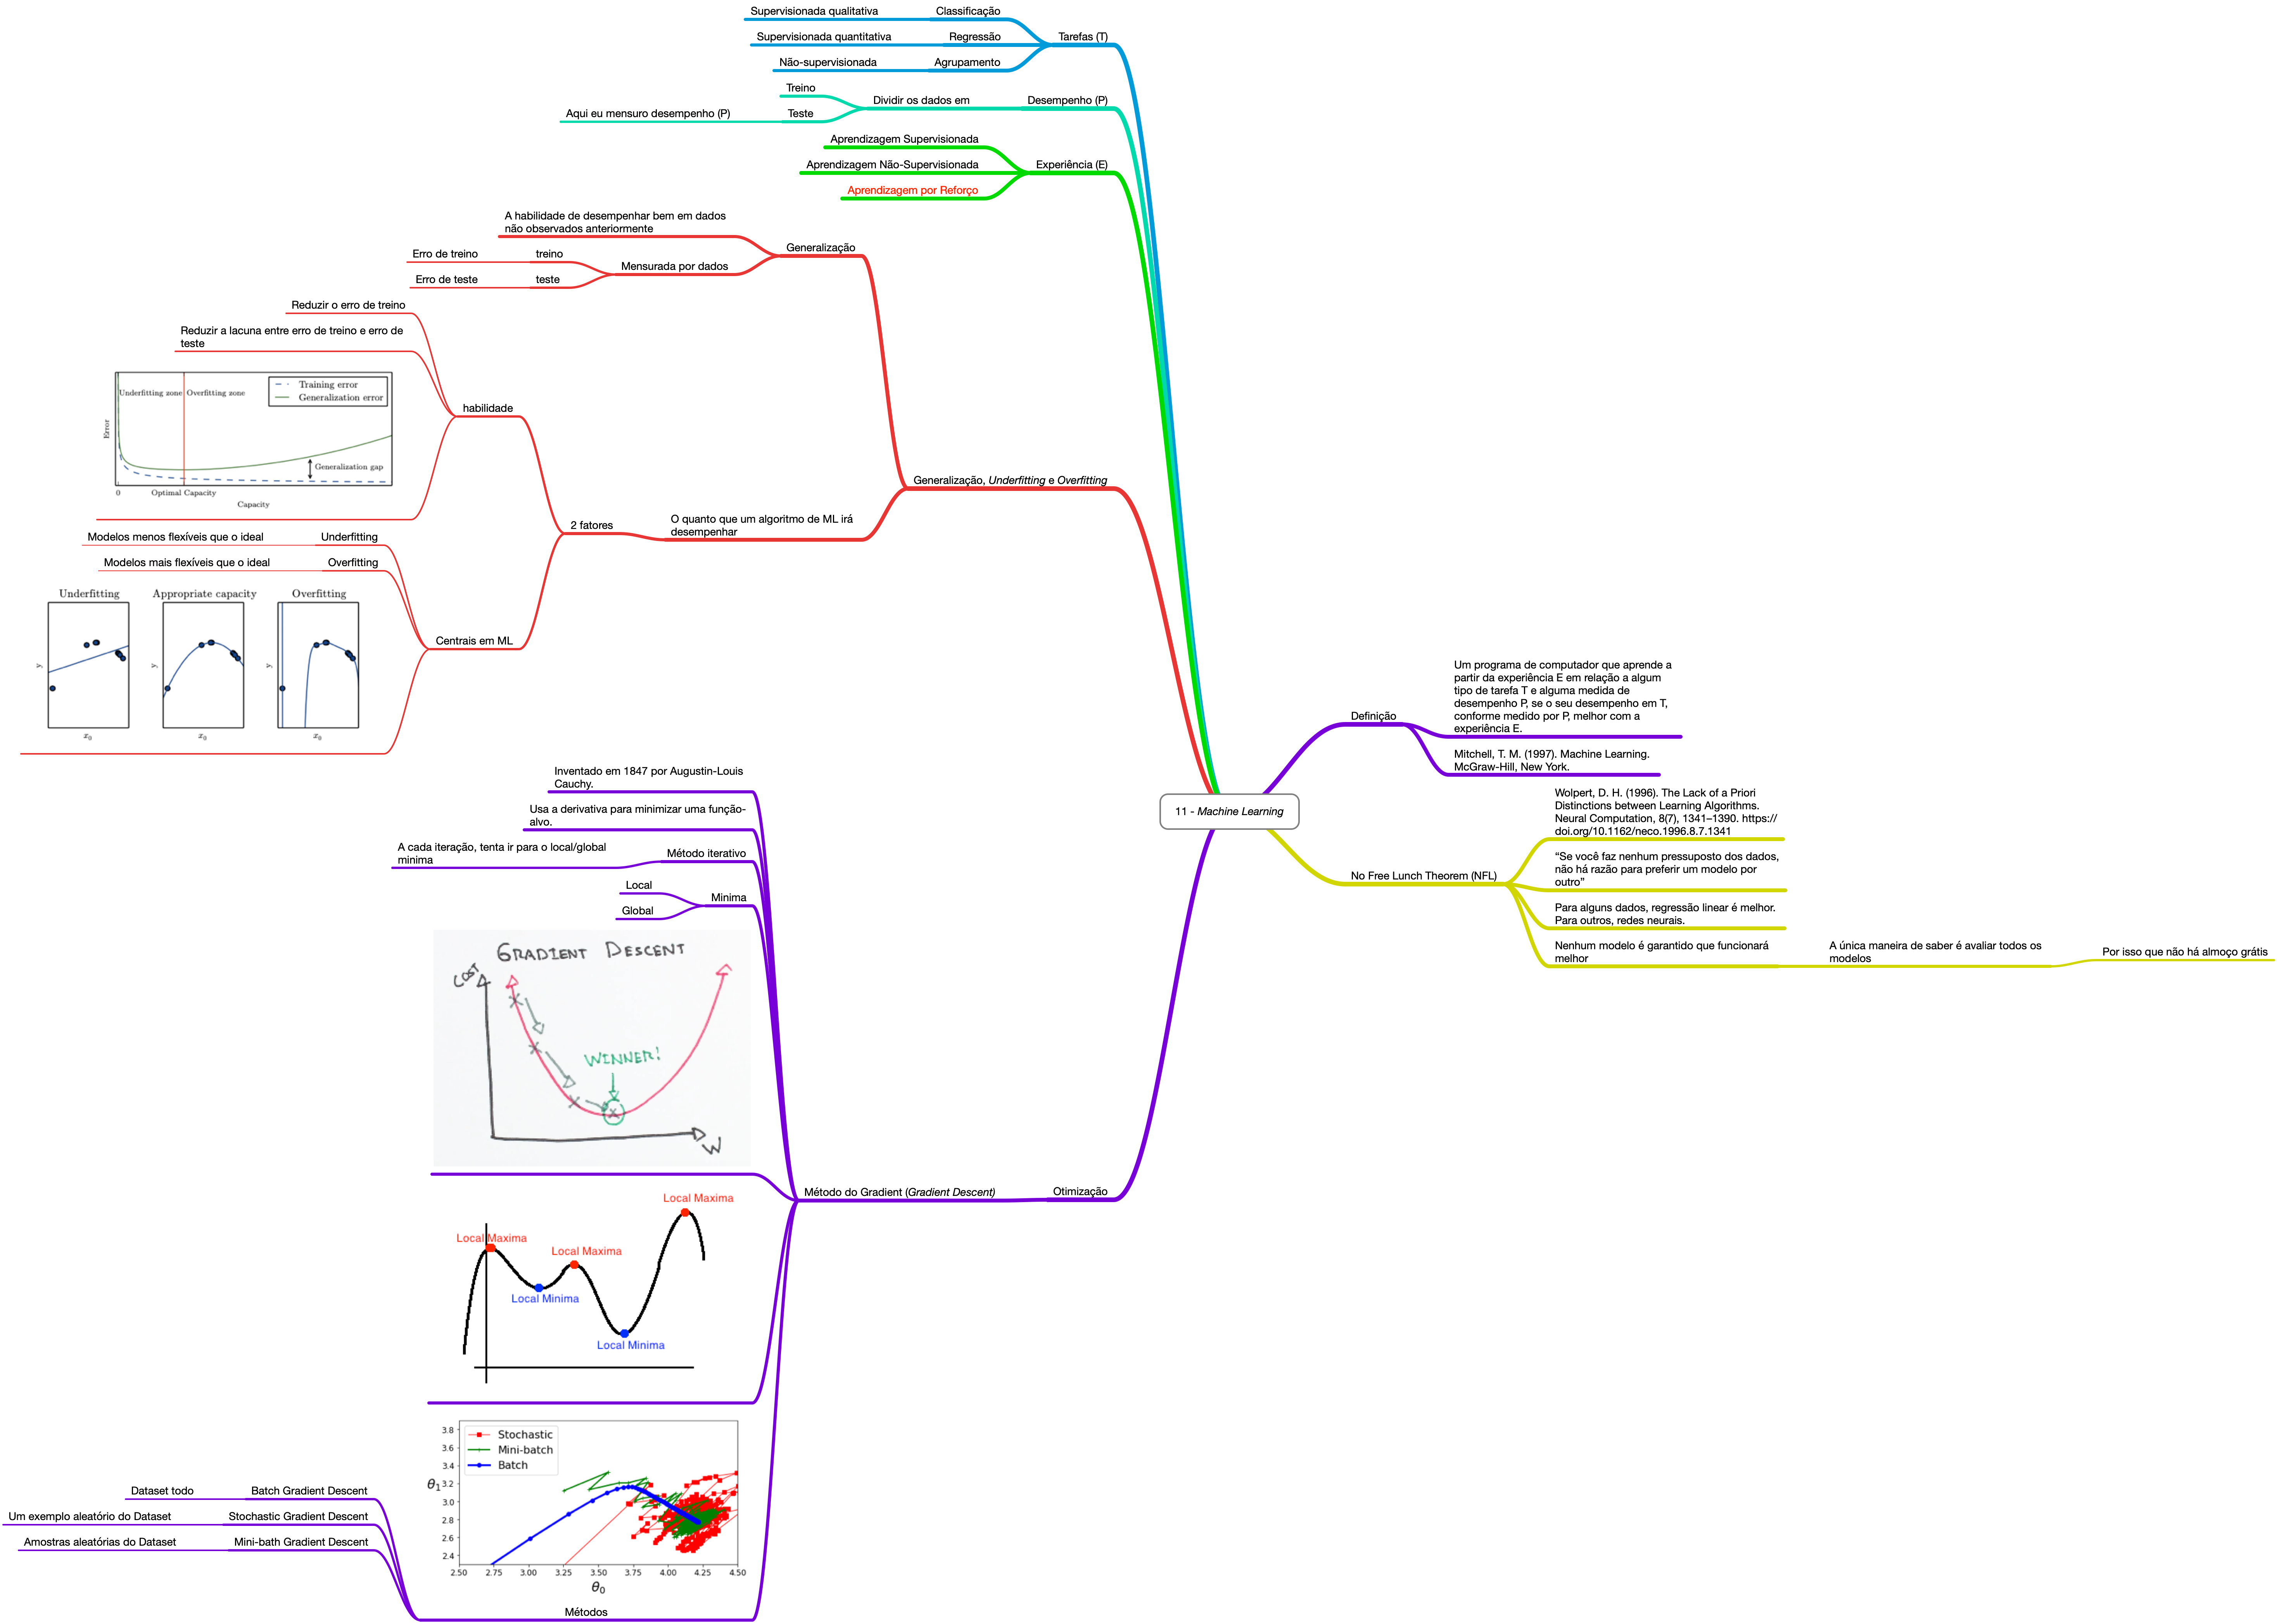 11 - Machine Learning
Definição
Um programa de computador que aprende a
partir da experiência E em relação a algum
tipo de tarefa T e alguma medida de
desempenho P, se o seu desempenho em T,
conforme medido por P, melhor com a
experiência E.
Mitchell, T. M. (1997). Machine Learning.
McGraw-Hill, New York.
No Free Lunch Theorem (NFL)
Wolpert, D. H. (1996). The Lack of a Priori
Distinctions between Learning Algorithms.
Neural Computation, 8(7), 1341–1390. https://
doi.org/10.1162/neco.1996.8.7.1341
“Se você faz nenhum pressuposto dos dados,
não há razão para preferir um modelo por
outro”
Para alguns dados, regressão linear é melhor.
Para outros, redes neurais.
Nenhum modelo é garantido que funcionará
melhor
A única maneira de saber é avaliar todos os
modelos
Por isso que não há almoço grátis
Tarefas (T)
Classificação
Supervisionada qualitativa
Regressão
Supervisionada quantitativa
Agrupamento
Não-supervisionada
Desempenho (P)
Dividir os dados em
Treino
Teste
Aqui eu mensuro desempenho (P)
Experiência (E)
Aprendizagem Supervisionada
Aprendizagem Não-Supervisionada
Aprendizagem por Reforço
Generalização, Underfitting e Overfitting
Generalização
A habilidade de desempenhar bem em dados
não observados anteriormente
Mensurada por dados
treino
Erro de treino
teste
Erro de teste
O quanto que um algoritmo de ML irá
desempenhar
2 fatores
habilidade
Reduzir o erro de treino
Reduzir a lacuna entre erro de treino e erro de
teste
Underfitting zone
Overfitting zone
Training error
Generalization error
Error
Generalization gap
0
Optimal Capacity
Capacity
Centrais em ML
Underfitting
Modelos menos flexíveis que o ideal
Overfitting
Modelos mais flexíveis que o ideal
Underfitting
Appropriate capacity
Overfitting
y
y
y
x0
x0
x0
Otimização
Método do Gradient (Gradient Descent)
Inventado em 1847 por Augustin-Louis
Cauchy.
Usa a derivativa para minimizar uma função-
alvo.
Método iterativo
A cada iteração, tenta ir para o local/global
minima
Minima
Local
Global
GRADIENT DESCENT
COST
WINNER!
W
Local Maxima
Local Maxima
Local Maxima
Local Minima
Local Minima
Stochastic
Mini-batch
Batch
3.8
3.6
3.4
3.2
3.0
2.8
2.6
2.4
θ1
2.50 2.75 3.00 3.25 3.50 3.75 4.00 4.25 4.50
θ0
Métodos
Batch Gradient Descent
Dataset todo
Stochastic Gradient Descent
Um exemplo aleatório do Dataset
Mini-bath Gradient Descent
Amostras aleatórias do Dataset